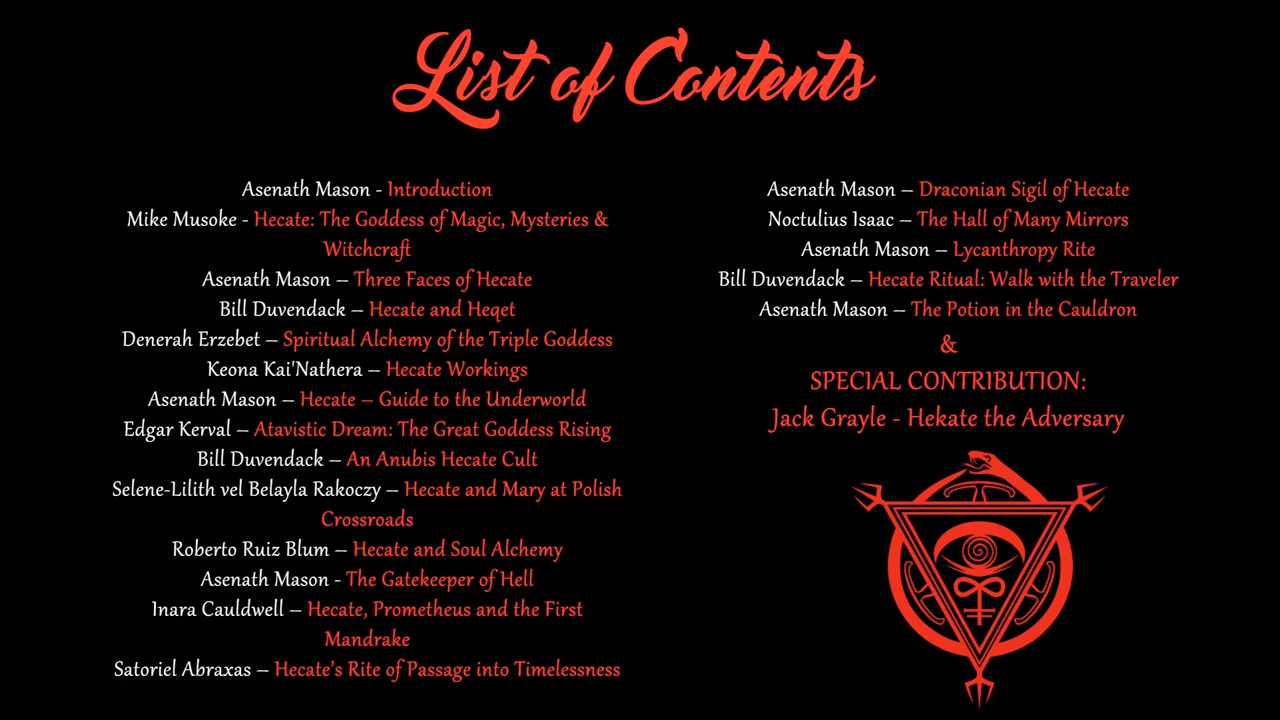 List of Contents
Asenath Mason - Introduction
Mike Musoke - Hecate: The Goddess of Magic, Mysteries &
Witchcraft
Asenath Mason – Three Faces of Hecate
Bill Duvendack – Hecate and Heqet
Denerah Erzebet – Spiritual Alchemy of the Triple Goddess
Keona Kai'Nathera – Hecate Workings
Asenath Mason – Hecate – Guide to the Underworld
Edgar Kerval – Atavistic Dream: The Great Goddess Rising
Bill Duvendack – An Anubis Hecate Cult
Selene-Lilith vel Belayla Rakoczy – Hecate and Mary at Polish
Crossroads
Roberto Ruiz Blum – Hecate and Soul Alchemy
Asenath Mason - The Gatekeeper of Hell
Inara Cauldwell – Hecate, Prometheus and the First
Mandrake
Satoriel Abraxas – Hecate’s Rite of Passage into Timelessness
Asenath Mason – Draconian Sigil of Hecate
Noctulius Isaac – The Hall of Many Mirrors
Asenath Mason – Lycanthropy Rite
Bill Duvendack – Hecate Ritual: Walk with the Traveler
Asenath Mason – The Potion in the Cauldron
&
SPECIAL CONTRIBUTION:
Jack Grayle - Hekate the Adversary